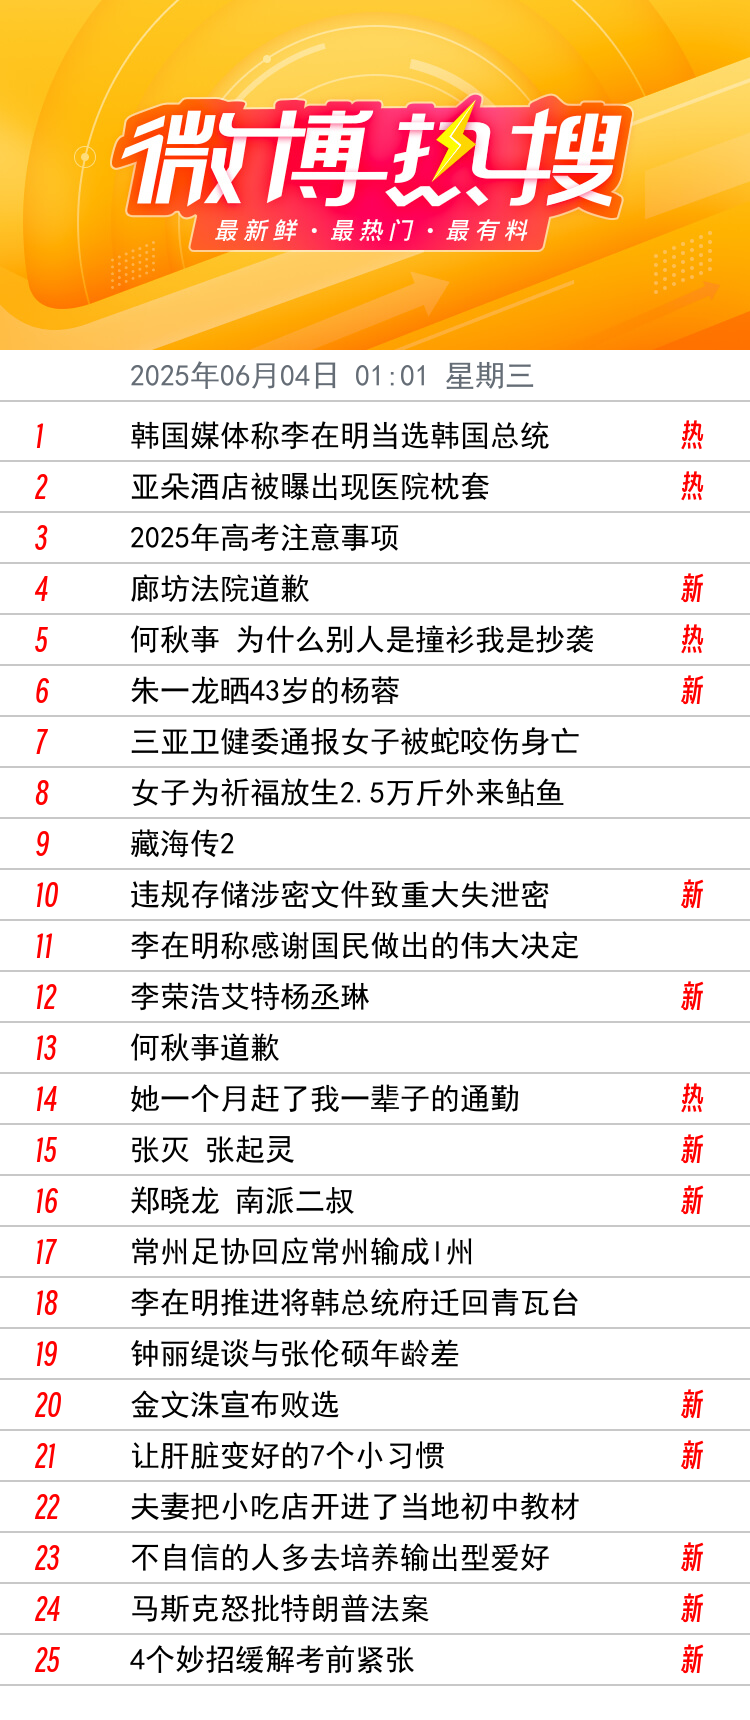 微博热搜
最新鲜·最热门·最有料
2025年06月04日 01:01 星期三
1 韩国媒体称李在明当选韩国总统 热
2 亚朵酒店被曝出现医院枕套 热
3 2025年高考注意事项
4 廊坊法院道歉 新
5 何秋亊 为什么别人是撞衫我是抄袭 热
6 朱一龙晒43岁的杨蓉 新
7 三亚卫健委通报女子被蛇咬伤身亡
8 女子为祈福放生2.5万斤外来鲇鱼
9 藏海传2
10 违规存储涉密文件致重大失泄密 新
11 李在明称感谢国民做出的伟大决定
12 李荣浩艾特杨丞琳 新
13 何秋亊道歉
14 她一个月赶了我一辈子的通勤 热
15 张灭 张起灵 新
16 郑晓龙 南派二叔 新
17 常州足协回应常州输成l州
18 李在明推进将韩总统府迁回青瓦台
19 钟丽缇谈与张伦硕年龄差
20 金文洙宣布败选 新
21 让肝脏变好的7个小习惯 新
22 夫妻把小吃店开进了当地初中教材
23 不自信的人多去培养输出型爱好 新
24 马斯克怒批特朗普法案 新
25 4个妙招缓解考前紧张 新